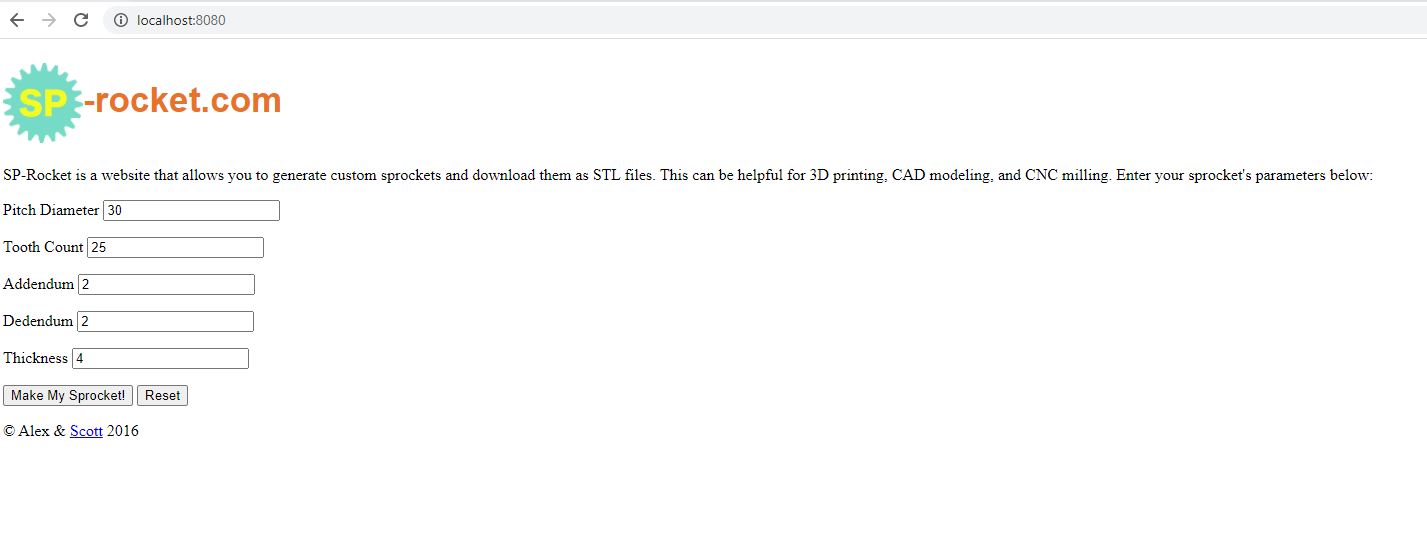 localhost:8080
SP-rocket.com
SP-Rocket is a website that allows you to generate custom sprockets and download them as STL files. This can be helpful for 3D printing, CAD modeling, and CNC milling. Enter your sprocket's parameters below:
Pitch Diameter 30
Tooth Count 25
Addendum 2
Dedendum 2
Thickness 4
Make My Sprocket! Reset
© Alex & Scott 2016